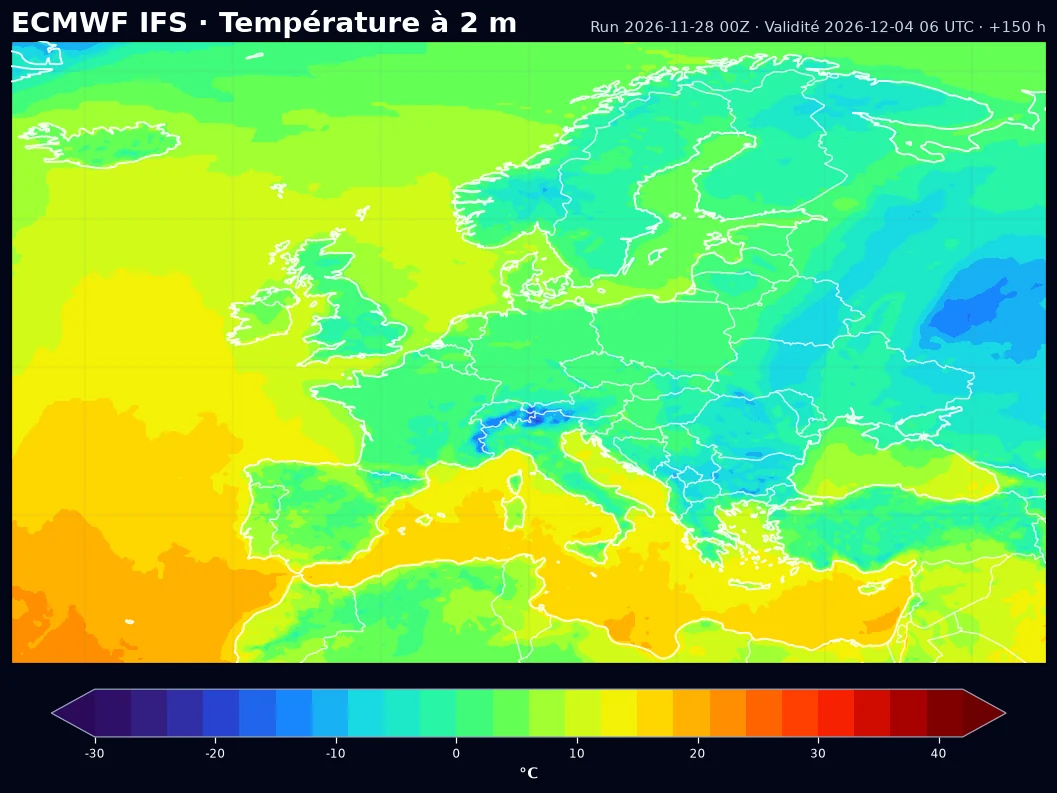 ECMWF IFS · Température à 2 m
Run 2026-11-28 00Z · Validité 2026-12-04 06 UTC · +150 h
-30 -20 -10 0 10 20 30 40
°C